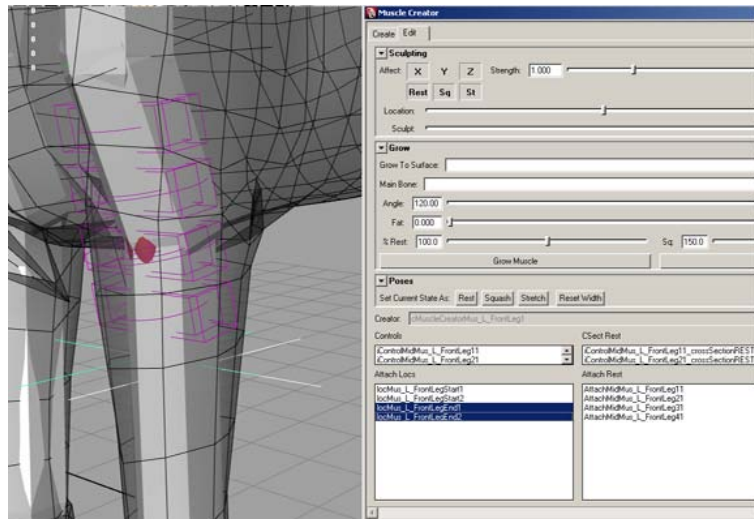 Muscle Creator
Create Edit
Sculpting
Affect: X Y Z Strength: 1.000
Rest Sq St
Location:
Sculpt:
Grow
Grow To Surface:
Main Bone:
Angle: 120.00
Fat: 0.000
% Rest: 100.0 Sq: 150.0
Grow Muscle
Poses
Set Current State As: Rest Squash Stretch Reset Width
Creator: cMuscleCreatorMus_L_FrontLeg1
Controls CSect Rest
iControlMidMus_L_FrontLeg11 iControlMidMus_L_FrontLeg11_crossSectionREST
iControlMidMus_L_FrontLeg21 iControlMidMus_L_FrontLeg21_crossSectionREST
Attach Locs Attach Rest
locMus_L_FrontLegStart1 AttachMidMus_L_FrontLeg11
locMus_L_FrontLegStart2 AttachMidMus_L_FrontLeg21
locMus_L_FrontLegEnd1 AttachMidMus_L_FrontLeg31
locMus_L_FrontLegEnd2 AttachMidMus_L_FrontLeg41